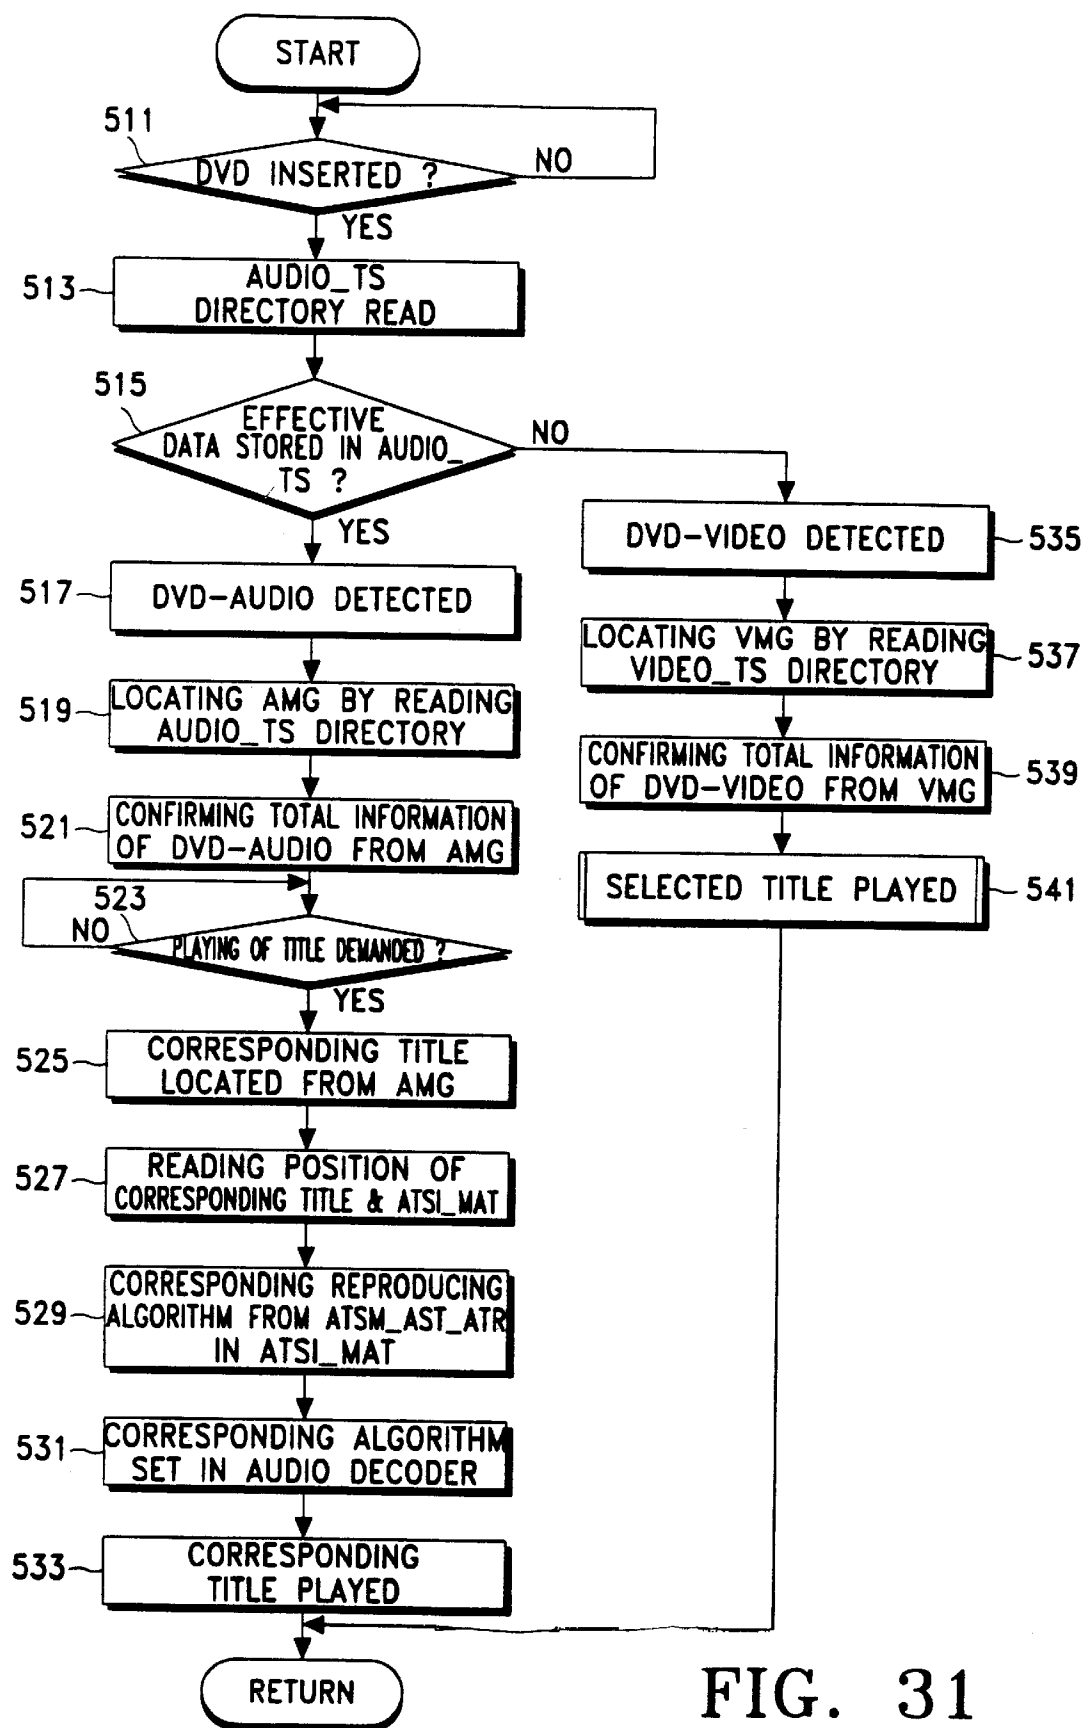 START
511
DVD INSERTED ?
NO
YES
513
AUDIO_TS
DIRECTORY READ
515
EFFECTIVE
DATA STORED IN AUDIO_
TS ?
NO
YES
517
DVD-AUDIO DETECTED
519
LOCATING AMG BY READING
AUDIO_TS DIRECTORY
521
CONFIRMING TOTAL INFORMATION
OF DVD-AUDIO FROM AMG
523
NO
PLAYING OF TITLE DEMANDED ?
YES
525
CORRESPONDING TITLE
LOCATED FROM AMG
527
READING POSITION OF
CORRESPONDING TITLE & ATSI_MAT
529
CORRESPONDING REPRODUCING
ALGORITHM FROM ATSM_AST_ATR
IN ATSI_MAT
531
CORRESPONDING ALGORITHM
SET IN AUDIO DECODER
533
CORRESPONDING
TITLE PLAYED
RETURN
DVD-VIDEO DETECTED
535
LOCATING VMG BY READING
VIDEO_TS DIRECTORY
537
CONFIRMING TOTAL INFORMATION
OF DVD-VIDEO FROM VMG
539
SELECTED TITLE PLAYED
541
FIG. 31